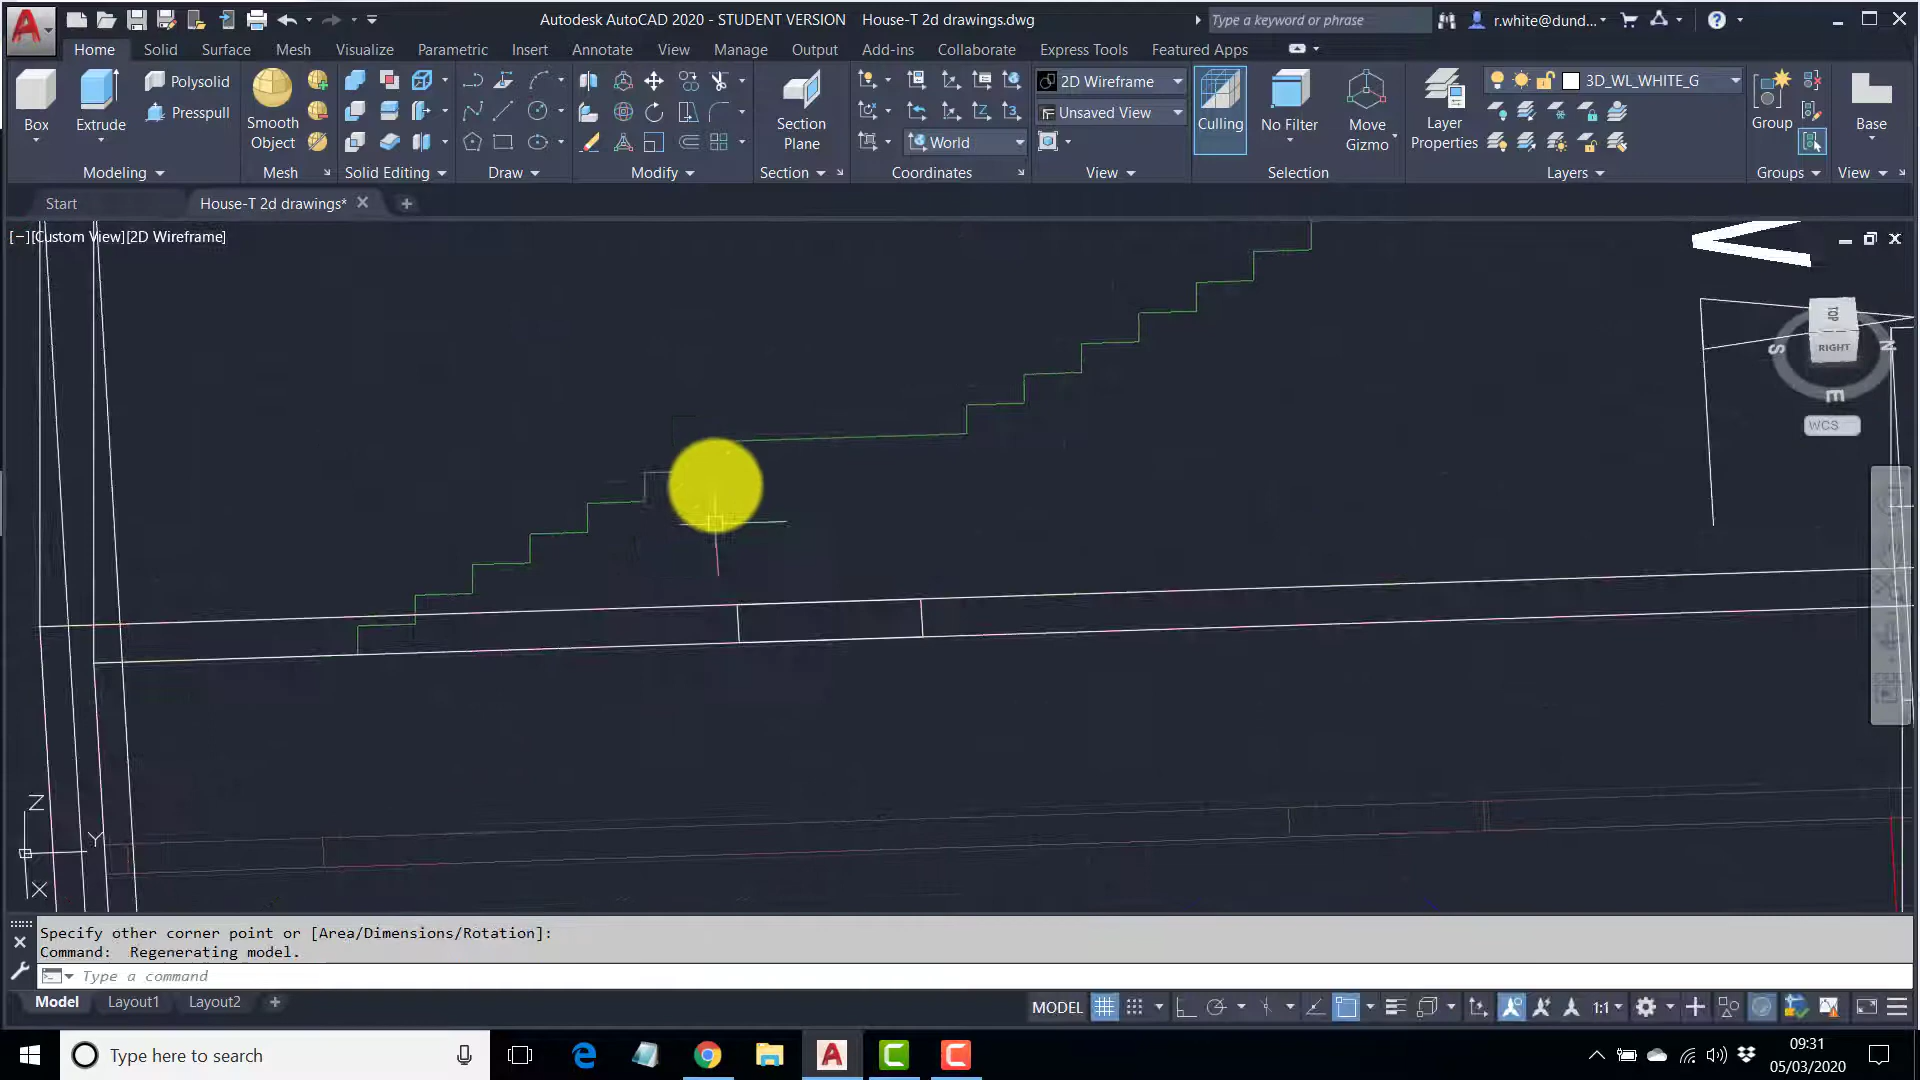 Autodesk AutoCAD 2020 - STUDENT VERSION House-T 2d drawings.dwg
Type a keyword or phrase
r.white@dund...
Home Solid Surface Mesh Visualize Parametric Insert Annotate View Manage Output Add-ins Collaborate Express Tools Featured Apps
Box
Extrude
Polysolid
Presspull
Smooth
Object
Section
Plane
World
2D Wireframe
Unsaved View
Culling
No Filter
Move
Gizmo
Layer
Properties
3D_WL_WHITE_G
Group
Base
Modeling Mesh Solid Editing Draw Modify Section Coordinates View Selection Layers Groups View
Start House-T 2d drawings*
[−][Custom View][2D Wireframe]
TOP
RIGHT
S
N
E
WCS
Z
Y
X
Specify other corner point or [Area/Dimensions/Rotation]:
Command: Regenerating model.
Type a command
Model Layout1 Layout2
MODEL
1:1
Type here to search
09:31
05/03/2020